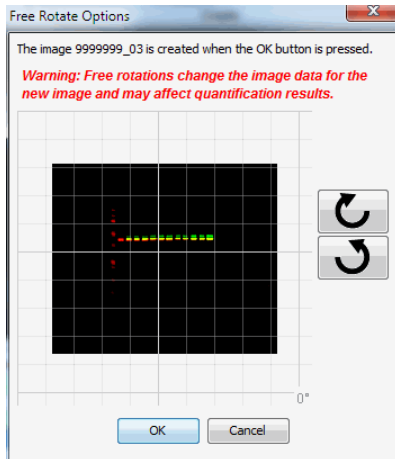 Free Rotate Options
The image 9999999_03 is created when the OK button is pressed.
Warning: Free rotations change the image data for the
new image and may affect quantification results.
0°
OK
Cancel